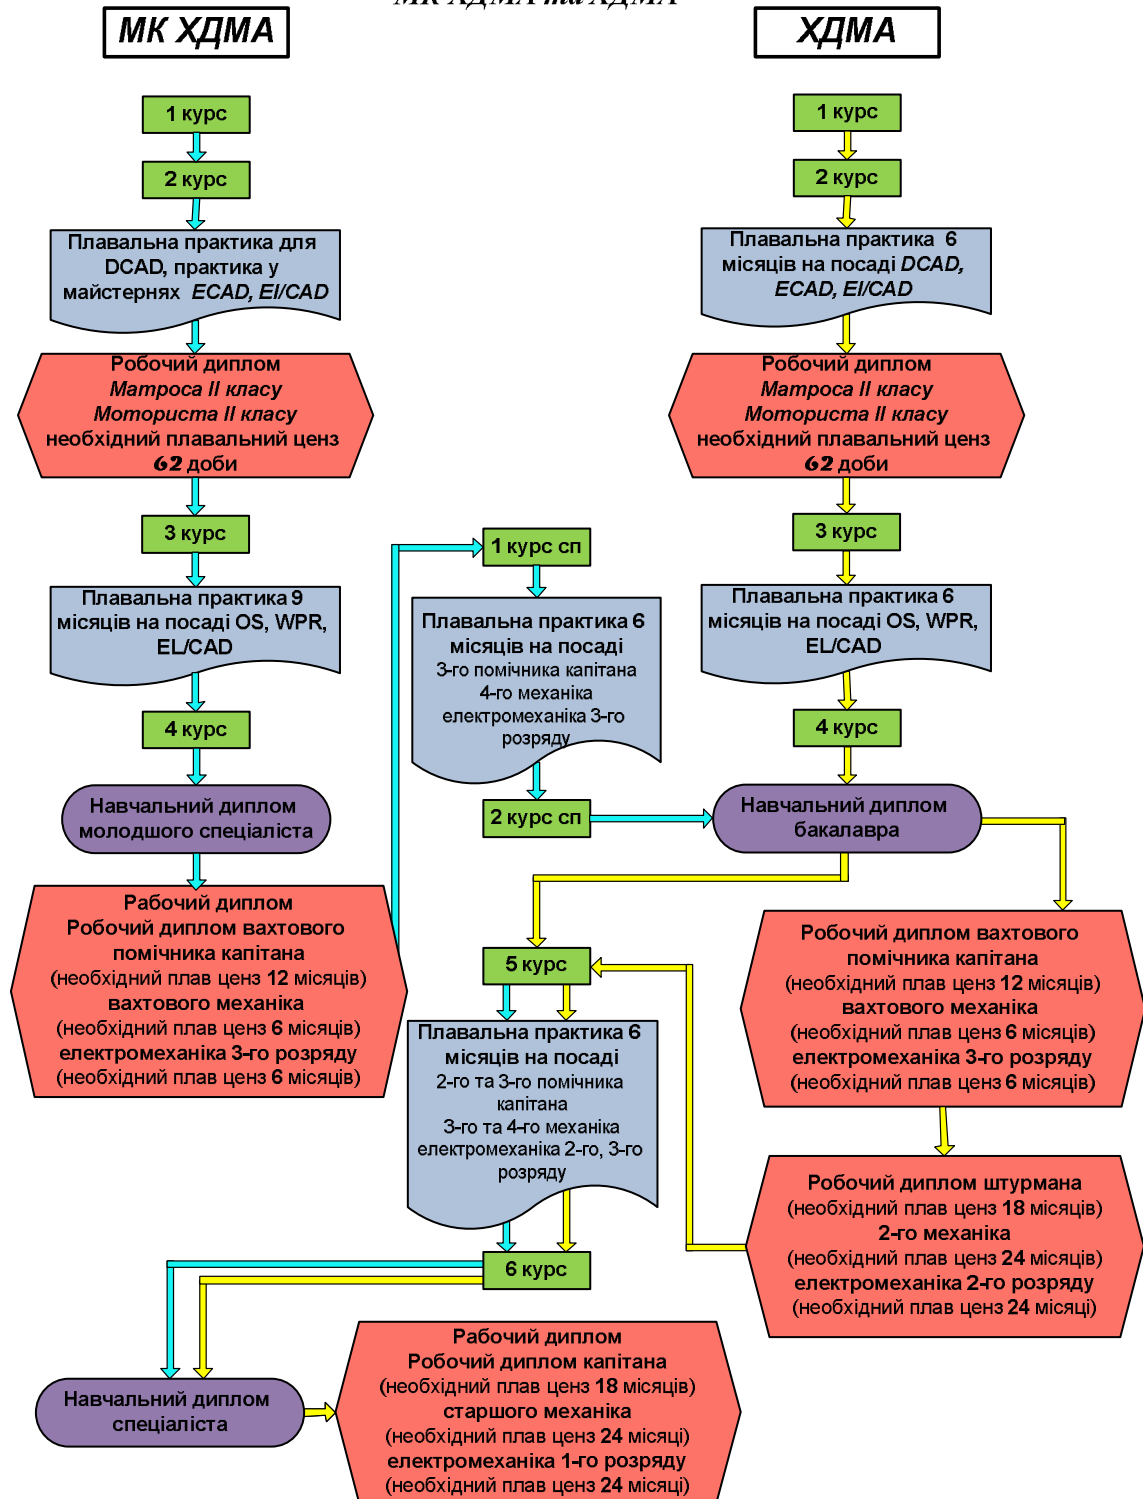 МК ХДМА та ХДМА
МК ХДМА
1 курс
2 курс
Плавальна практика для
DCAD, практика у
майстернях ECAD, El/CAD
Робочий диплом
Матроса II класу
Моториста II класу
необхідний плавальний ценз
62 доби
3 курс
Плавальна практика 9
місяців на посаді OS, WPR,
EL/CAD
4 курс
Навчальний диплом
молодшого спеціаліста
Рабочий диплом
Робочий диплом вахтового
помічника капітана
(необхідний плав ценз 12 місяців)
вахтового механіка
(необхідний плав ценз 6 місяців)
електромеханіка 3-го розряду
(необхідний плав ценз 6 місяців)
1 курс сп
Плавальна практика 6
місяців на посаді
3-го помічника капітана
4-го механіка
електромеханіка 3-го
розряду
2 курс сп
ХДМА
1 курс
2 курс
Плавальна практика 6
місяців на посаді DCAD,
ECAD, El/CAD
Робочий диплом
Матроса II класу
Моториста II класу
необхідний плавальний ценз
62 доби
3 курс
Плавальна практика 6
місяців на посаді OS, WPR,
EL/CAD
4 курс
Навчальний диплом
бакалавра
Робочий диплом вахтового
помічника капітана
(необхідний плав ценз 12 місяців)
вахтового механіка
(необхідний плав ценз 6 місяців)
електромеханіка 3-го розряду
(необхідний плав ценз 6 місяців)
Робочий диплом штурмана
(необхідний плав ценз 18 місяців)
2-го механіка
(необхідний плав ценз 24 місяців)
електромеханіка 2-го розряду
(необхідний плав ценз 24 місяці)
5 курс
Плавальна практика 6
місяців на посаді
2-го та 3-го помічника
капітана
3-го та 4-го механіка
електромеханіка 2-го, 3-го
розряду
6 курс
Навчальний диплом
спеціаліста
Рабочий диплом
Робочий диплом капітана
(необхідний плав ценз 18 місяців)
старшого механіка
(необхідний плав ценз 24 місяці)
електромеханіка 1-го розряду
(необхідний плав ценз 24 місяці)